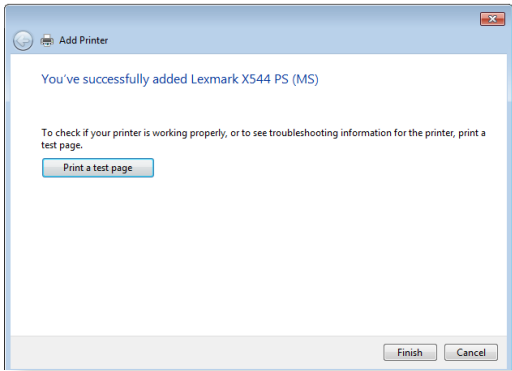 Add Printer
You've successfully added Lexmark X544 PS (MS)
To check if your printer is working properly, or to see troubleshooting information for the printer, print a
test page.
Print a test page
Finish Cancel